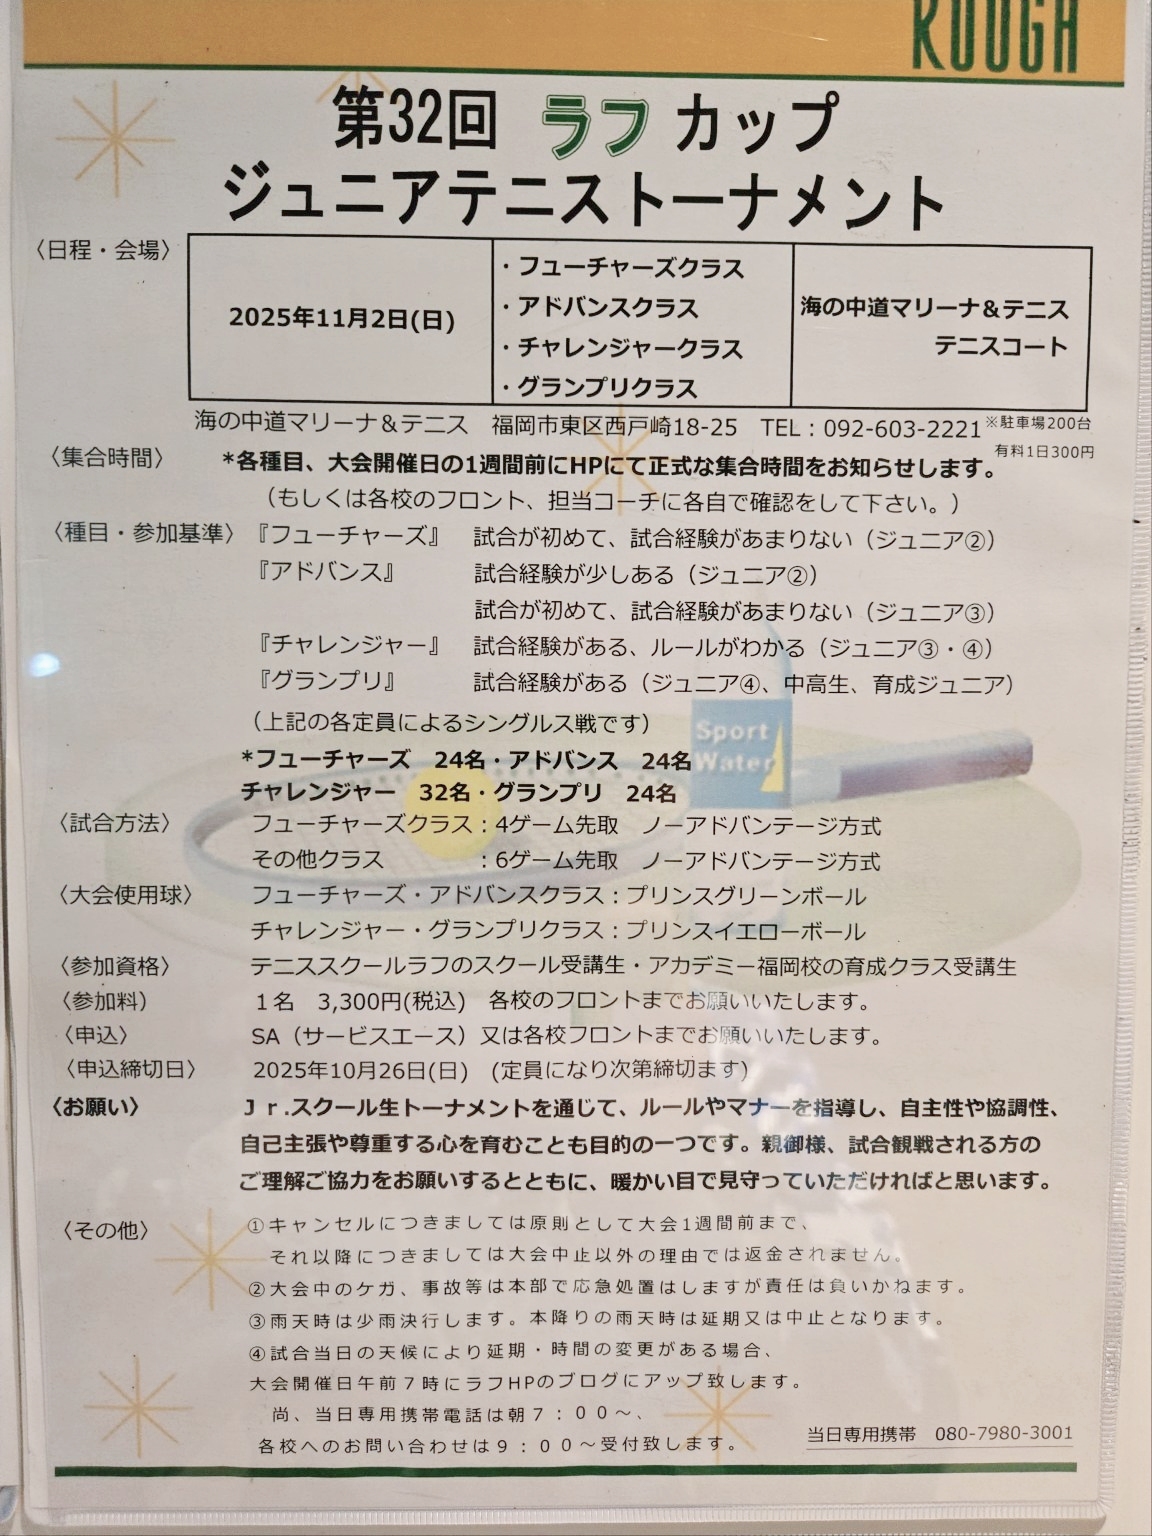 ROUGH
第32回 ラフ カップ
ジュニアテニストーナメント
〈日程・会場〉
2025年11月2日(日)
・フューチャーズクラス
・アドバンスクラス
・チャレンジャークラス
・グランプリクラス
海の中道マリーナ＆テニス
テニスコート
海の中道マリーナ＆テニス　福岡市東区西戸崎18-25　TEL：092-603-2221 ※駐車場200台
有料1日300円
〈集合時間〉 *各種目、大会開催日の1週間前にHPにて正式な集合時間をお知らせします。
（もしくは各校のフロント、担当コーチに各自で確認をして下さい。）
〈種目・参加基準〉『フューチャーズ』　試合が初めて、試合経験があまりない（ジュニア②）
『アドバンス』　試合経験が少しある（ジュニア②）
試合が初めて、試合経験があまりない（ジュニア③）
『チャレンジャー』　試合経験がある、ルールがわかる（ジュニア③・④）
『グランプリ』　試合経験がある（ジュニア④、中高生、育成ジュニア）
（上記の各定員によるシングルス戦です）
*フューチャーズ　24名・アドバンス　24名
チャレンジャー　32名・グランプリ　24名
Sport
Water
〈試合方法〉　フューチャーズクラス：4ゲーム先取　ノーアドバンテージ方式
その他クラス　：6ゲーム先取　ノーアドバンテージ方式
〈大会使用球〉　フューチャーズ・アドバンスクラス：プリンスグリーンボール
チャレンジャー・グランプリクラス：プリンスイエローボール
〈参加資格〉　テニススクールラフのスクール受講生・アカデミー福岡校の育成クラス受講生
〈参加料〉　１名　3,300円(税込)　各校のフロントまでお願いいたします。
〈申込〉　SA（サービスエース）又は各校フロントまでお願いいたします。
〈申込締切日〉　2025年10月26日(日)　(定員になり次第締切ます)
〈お願い〉　Ｊｒ.スクール生トーナメントを通じて、ルールやマナーを指導し、自主性や協調性、
自己主張や尊重する心を育むことも目的の一つです。親御様、試合観戦される方の
ご理解ご協力をお願いするとともに、暖かい目で見守っていただければと思います。
〈その他〉　①キャンセルにつきましては原則として大会1週間前まで、
それ以降につきましては大会中止以外の理由では返金されません。
②大会中のケガ、事故等は本部で応急処置はしますが責任は負いかねます。
③雨天時は少雨決行します。本降りの雨天時は延期又は中止となります。
④試合当日の天候により延期・時間の変更がある場合、
大会開催日午前７時にラフHPのブログにアップ致します。
尚、当日専用携帯電話は朝７：００～、
各校へのお問い合わせは９：００～受付致します。
当日専用携帯　080-7980-3001